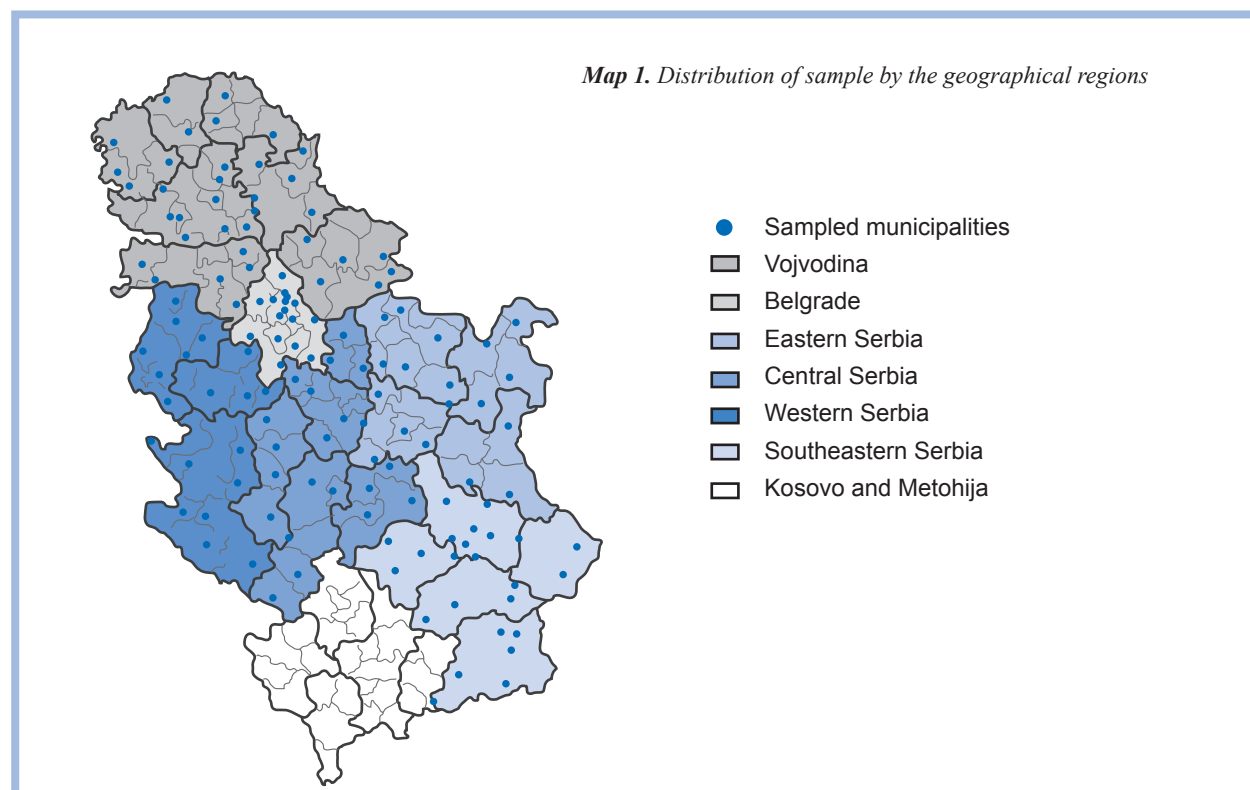 Map 1. Distribution of sample by the geographical regions
Sampled municipalities
Vojvodina
Belgrade
Eastern Serbia
Central Serbia
Western Serbia
Southeastern Serbia
Kosovo and Metohija